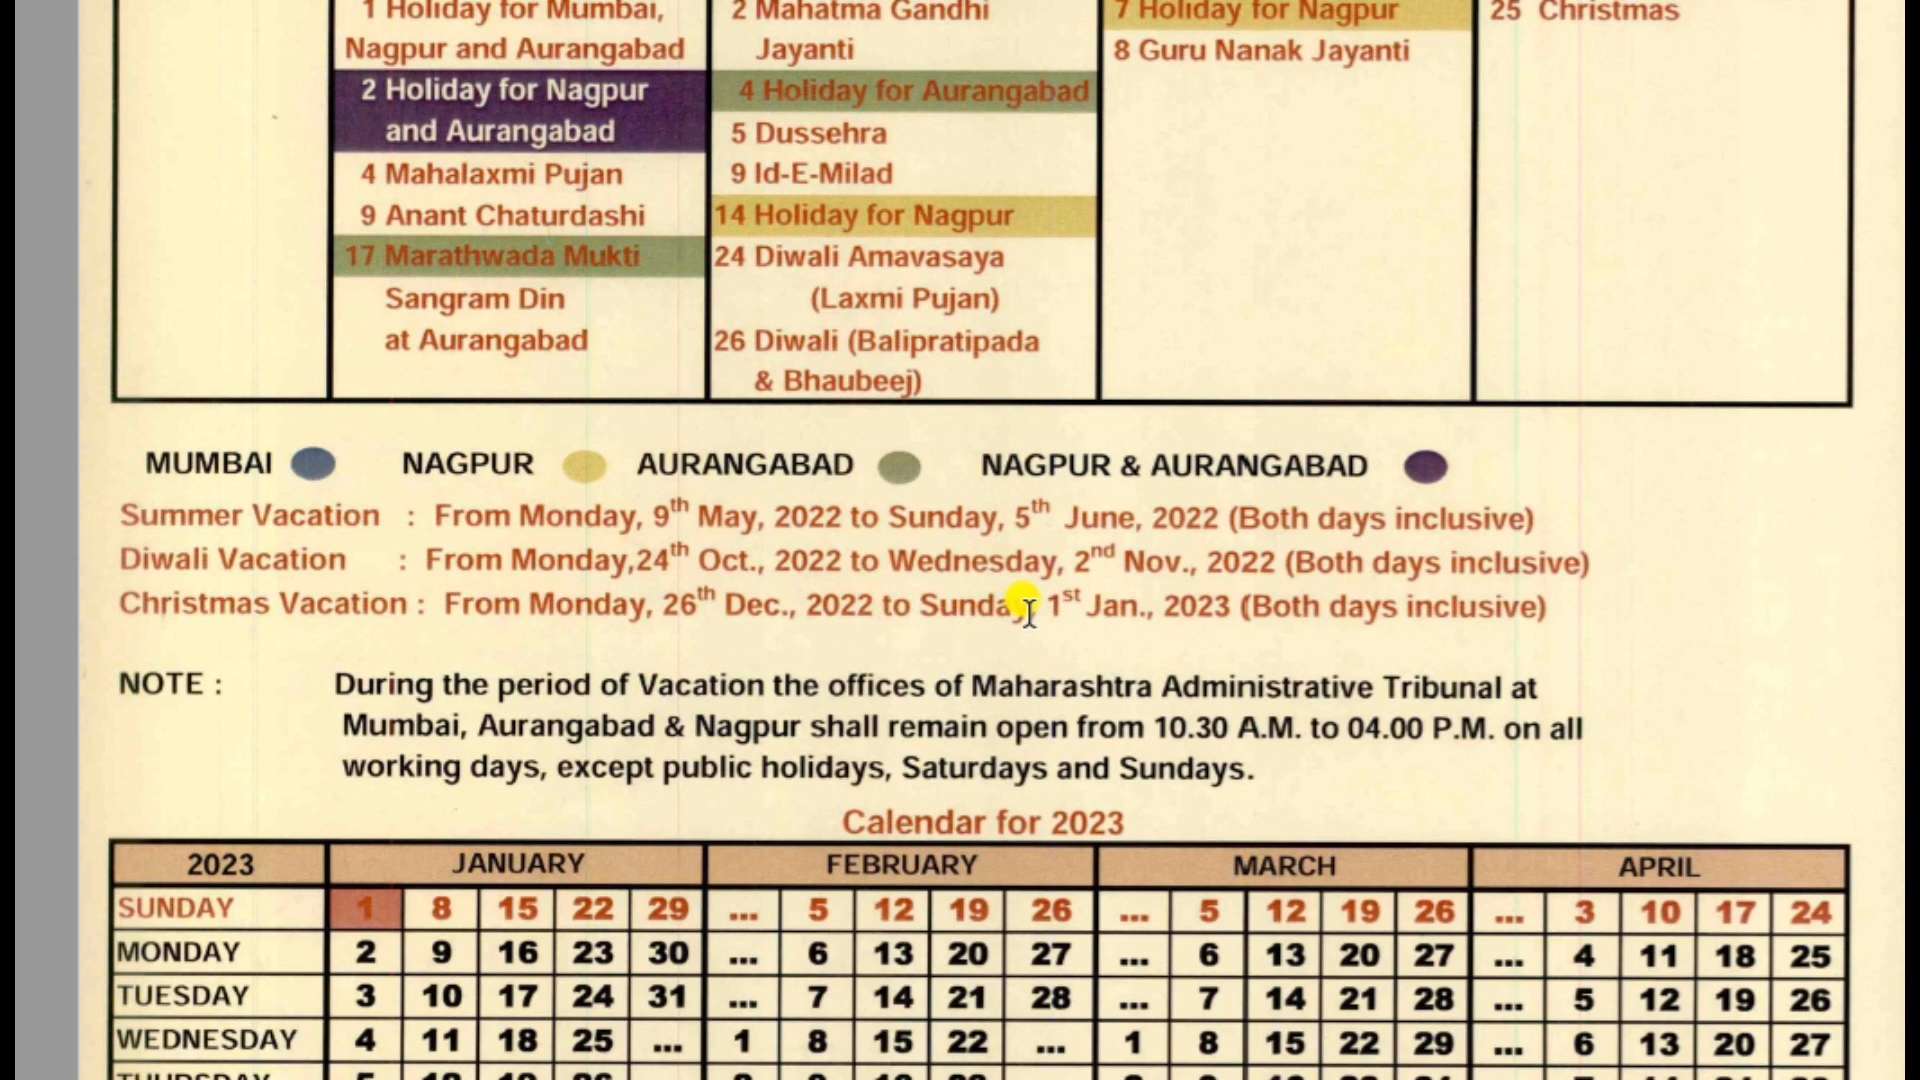 1 Holiday for Mumbai,
Nagpur and Aurangabad
2 Holiday for Nagpur
and Aurangabad
4 Mahalaxmi Pujan
9 Anant Chaturdashi
17 Marathwada Mukti
Sangram Din
at Aurangabad
2 Mahatma Gandhi
Jayanti
4 Holiday for Aurangabad
5 Dussehra
9 Id-E-Milad
14 Holiday for Nagpur
24 Diwali Amavasaya
(Laxmi Pujan)
26 Diwali (Balipratipada
& Bhaubeej)
7 Holiday for Nagpur
8 Guru Nanak Jayanti
25 Christmas
MUMBAI NAGPUR AURANGABAD NAGPUR & AURANGABAD
Summer Vacation : From Monday, 9th May, 2022 to Sunday, 5th June, 2022 (Both days inclusive)
Diwali Vacation : From Monday,24th Oct., 2022 to Wednesday, 2nd Nov., 2022 (Both days inclusive)
Christmas Vacation : From Monday, 26th Dec., 2022 to Sunday, 1st Jan., 2023 (Both days inclusive)
NOTE : During the period of Vacation the offices of Maharashtra Administrative Tribunal at
Mumbai, Aurangabad & Nagpur shall remain open from 10.30 A.M. to 04.00 P.M. on all
working days, except public holidays, Saturdays and Sundays.
Calendar for 2023
2023 JANUARY FEBRUARY MARCH APRIL
SUNDAY 1 8 15 22 29 ... 5 12 19 26 ... 5 12 19 26 ... 3 10 17 24
MONDAY 2 9 16 23 30 ... 6 13 20 27 ... 6 13 20 27 ... 4 11 18 25
TUESDAY 3 10 17 24 31 ... 7 14 21 28 ... 7 14 21 28 ... 5 12 19 26
WEDNESDAY 4 11 18 25 ... 1 8 15 22 ... 1 8 15 22 29 ... 6 13 20 27